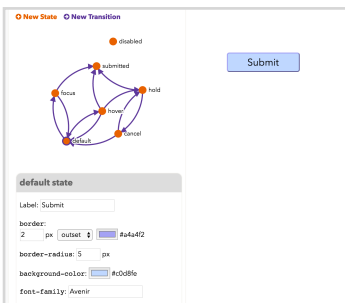 New State New Transition
disabled
submitted
hold
focus
hover
cancel
default
Submit
default state
Label: Submit
border:
2 px outset #a4a4f2
border-radius: 5 px
background-color: #c0d8fe
font-family: Avenir